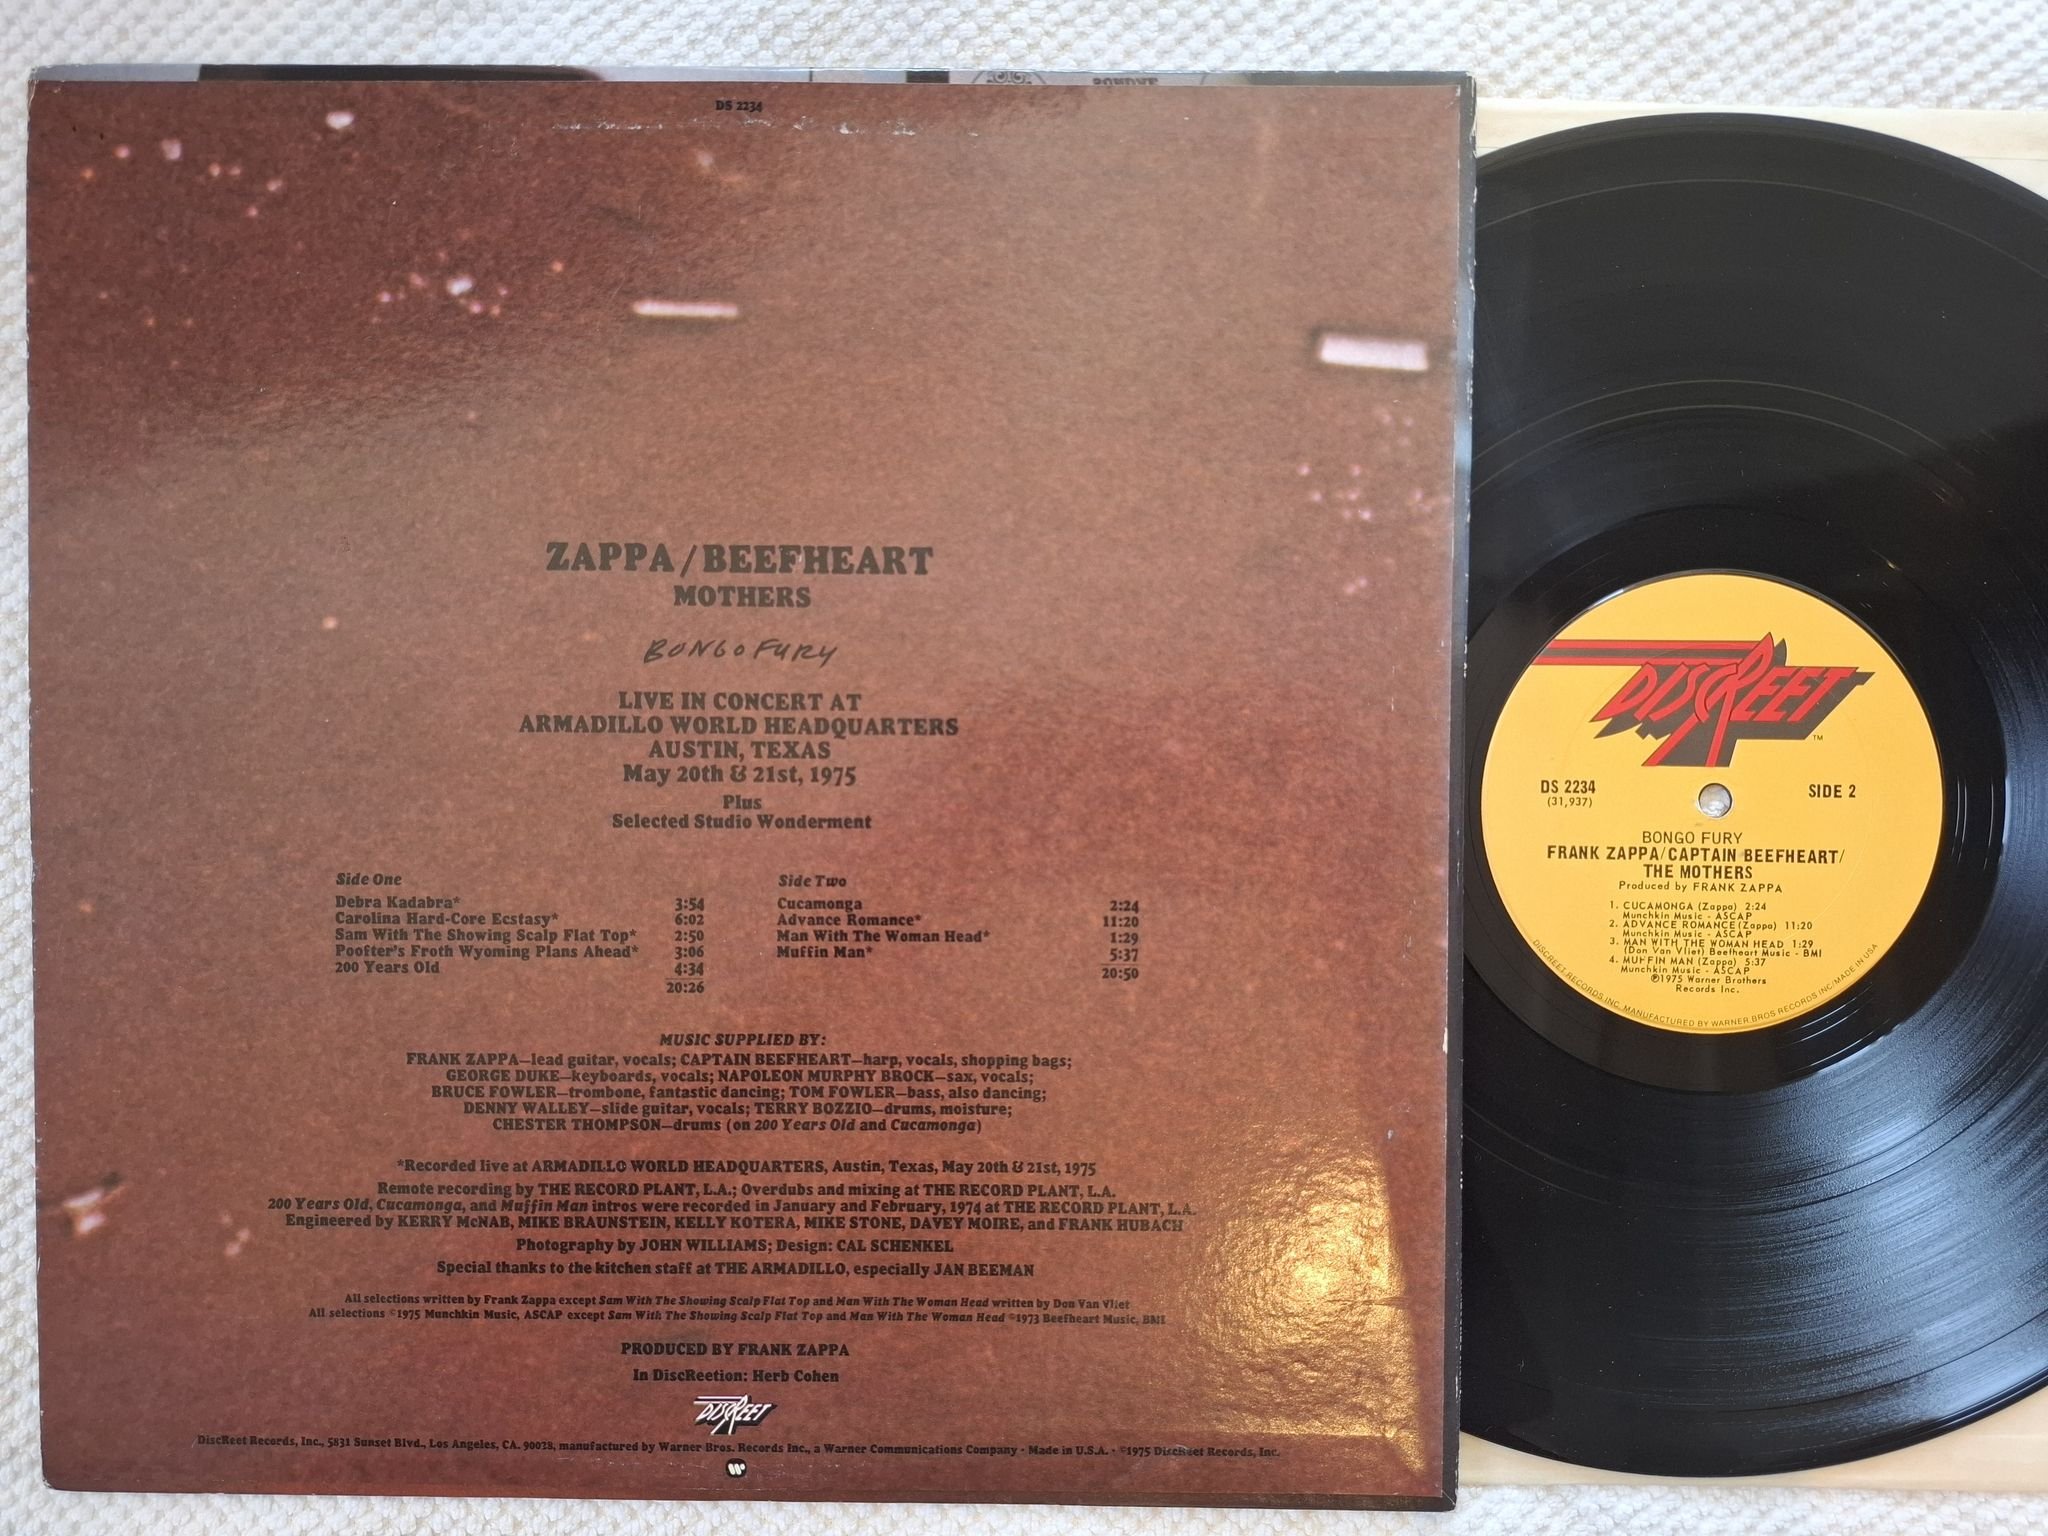 DS 2234
ZAPPA/BEEFHEART
MOTHERS
BONGO FURY
LIVE IN CONCERT AT
ARMADILLO WORLD HEADQUARTERS
AUSTIN, TEXAS
May 20th & 21st, 1975
Plus
Selected Studio Wonderment
Side One
Debra Kadabra* 3:54
Carolina Hard-Core Ecstasy* 6:02
Sam With The Showing Scalp Flat Top* 2:50
Poofter's Froth Wyoming Plans Ahead* 3:06
200 Years Old 4:34
20:26
Side Two
Cucamonga 2:24
Advance Romance* 11:20
Man With The Woman Head* 1:29
Muffin Man* 5:37
20:50
MUSIC SUPPLIED BY:
FRANK ZAPPA—lead guitar, vocals; CAPTAIN BEEFHEART—harp, vocals, shopping bags;
GEORGE DUKE—keyboards, vocals; NAPOLEON MURPHY BROCK—sax, vocals;
BRUCE FOWLER—trombone, fantastic dancing; TOM FOWLER—bass, also dancing;
DENNY WALLEY—slide guitar, vocals; TERRY BOZZIO—drums, moisture;
CHESTER THOMPSON—drums (on 200 Years Old and Cucamonga)
*Recorded live at ARMADILLO WORLD HEADQUARTERS, Austin, Texas, May 20th & 21st, 1975
Remote recording by THE RECORD PLANT, L.A.; Overdubs and mixing at THE RECORD PLANT, L.A.
200 Years Old, Cucamonga, and Muffin Man intros were recorded in January and February, 1974 at THE RECORD PLANT, L.A.
Engineered by KERRY McNAB, MIKE BRAUNSTEIN, KELLY KOTERA, MIKE STONE, DAVEY MOIRE, and FRANK HUBACH
Photography by JOHN WILLIAMS; Design: CAL SCHENKEL
Special thanks to the kitchen staff at THE ARMADILLO, especially JAN BEEMAN
All selections written by Frank Zappa except Sam With The Showing Scalp Flat Top and Man With The Woman Head written by Don Van Vliet
All selections ©1975 Munchkin Music, ASCAP except Sam With The Showing Scalp Flat Top and Man With The Woman Head ©1973 Beefheart Music, BMI
PRODUCED BY FRANK ZAPPA
In DiscReetion: Herb Cohen
DISCREET
DiscReet Records, Inc., 5831 Sunset Blvd., Los Angeles, CA. 90028, manufactured by Warner Bros. Records Inc., a Warner Communications Company · Made in U.S.A. · ©1975 DiscReet Records, Inc.
DISCREET
TM
DS 2234
(31,937)
SIDE 2
BONGO FURY
FRANK ZAPPA/CAPTAIN BEEFHEART/
THE MOTHERS
Produced by FRANK ZAPPA
1. CUCAMONGA (Zappa) 2:24
Munchkin Music - ASCAP
2. ADVANCE ROMANCE (Zappa) 11:20
Munchkin Music - ASCAP
3. MAN WITH THE WOMAN HEAD 1:29
(Don Van Vliet) Beefheart Music - BMI
4. MUFFIN MAN (Zappa) 5:37
Munchkin Music - ASCAP
℗1975 Warner Brothers
Records Inc.
DISCREET RECORDS INC. MANUFACTURED BY WARNER BROS RECORDS INC/MADE IN USA